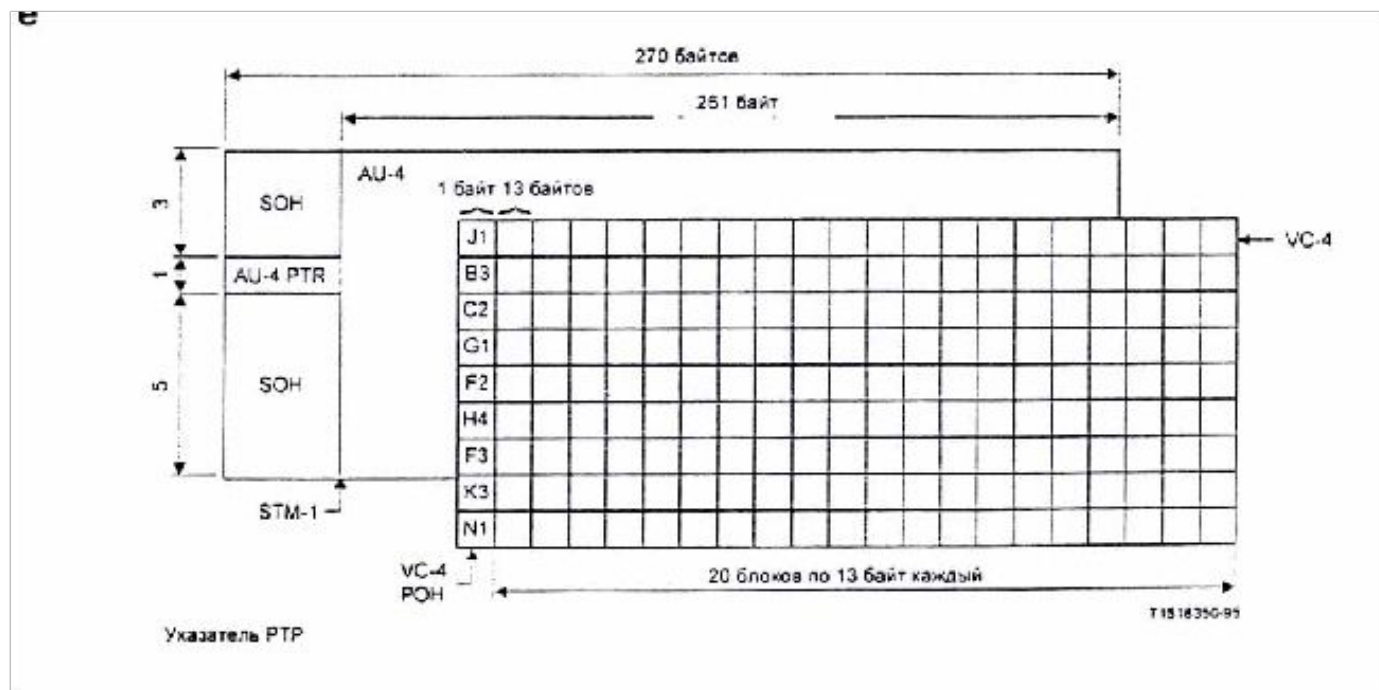 е
270 байтов
261 байт
AU-4
1 байт 13 байтов
3
SOH
J1
VC-4
1
AU-4 PTR
B3
C2
G1
5
SOH
F2
H4
F3
K3
STM-1
N1
VC-4
POH
20 блоков по 13 байт каждый
T1518350-95
Указатель PTP